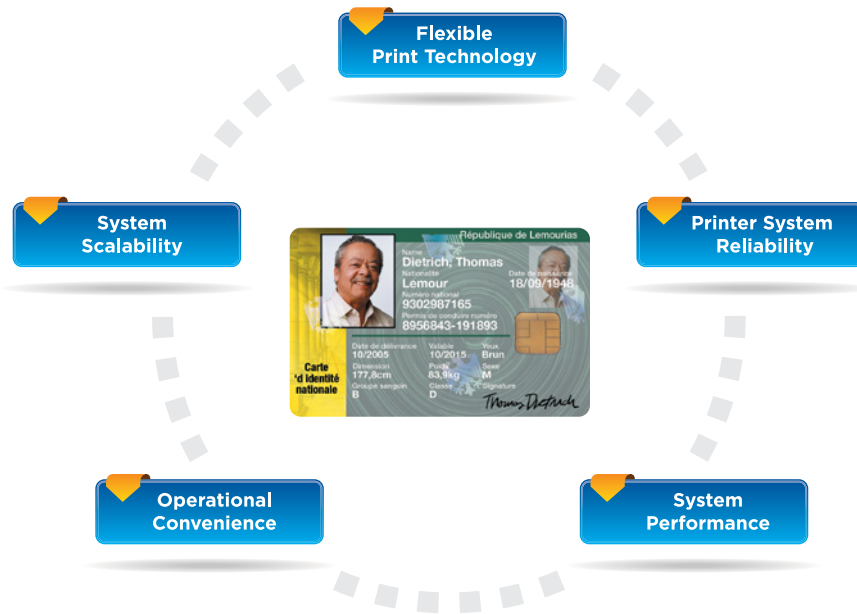 Flexible
Print Technology
System
Scalability
Printer System
Reliability
République de Lemourias
Name
Dietrich, Thomas
Nationalité
Lemour
Date de naissance
18/09/1948
Numéro national
9302987165
Permis de conduire numéro
8956843-191893
Date de délivrance
Valable
Yeux
10/2005
10/2015
Brun
Dimension
Poids
Sexe
177,8cm
83,9kg
M
Groupe sanguin
Classe
Signature
B
D
Thomas Dietrich
Carte
'd identité
nationale
Operational
Convenience
System
Performance